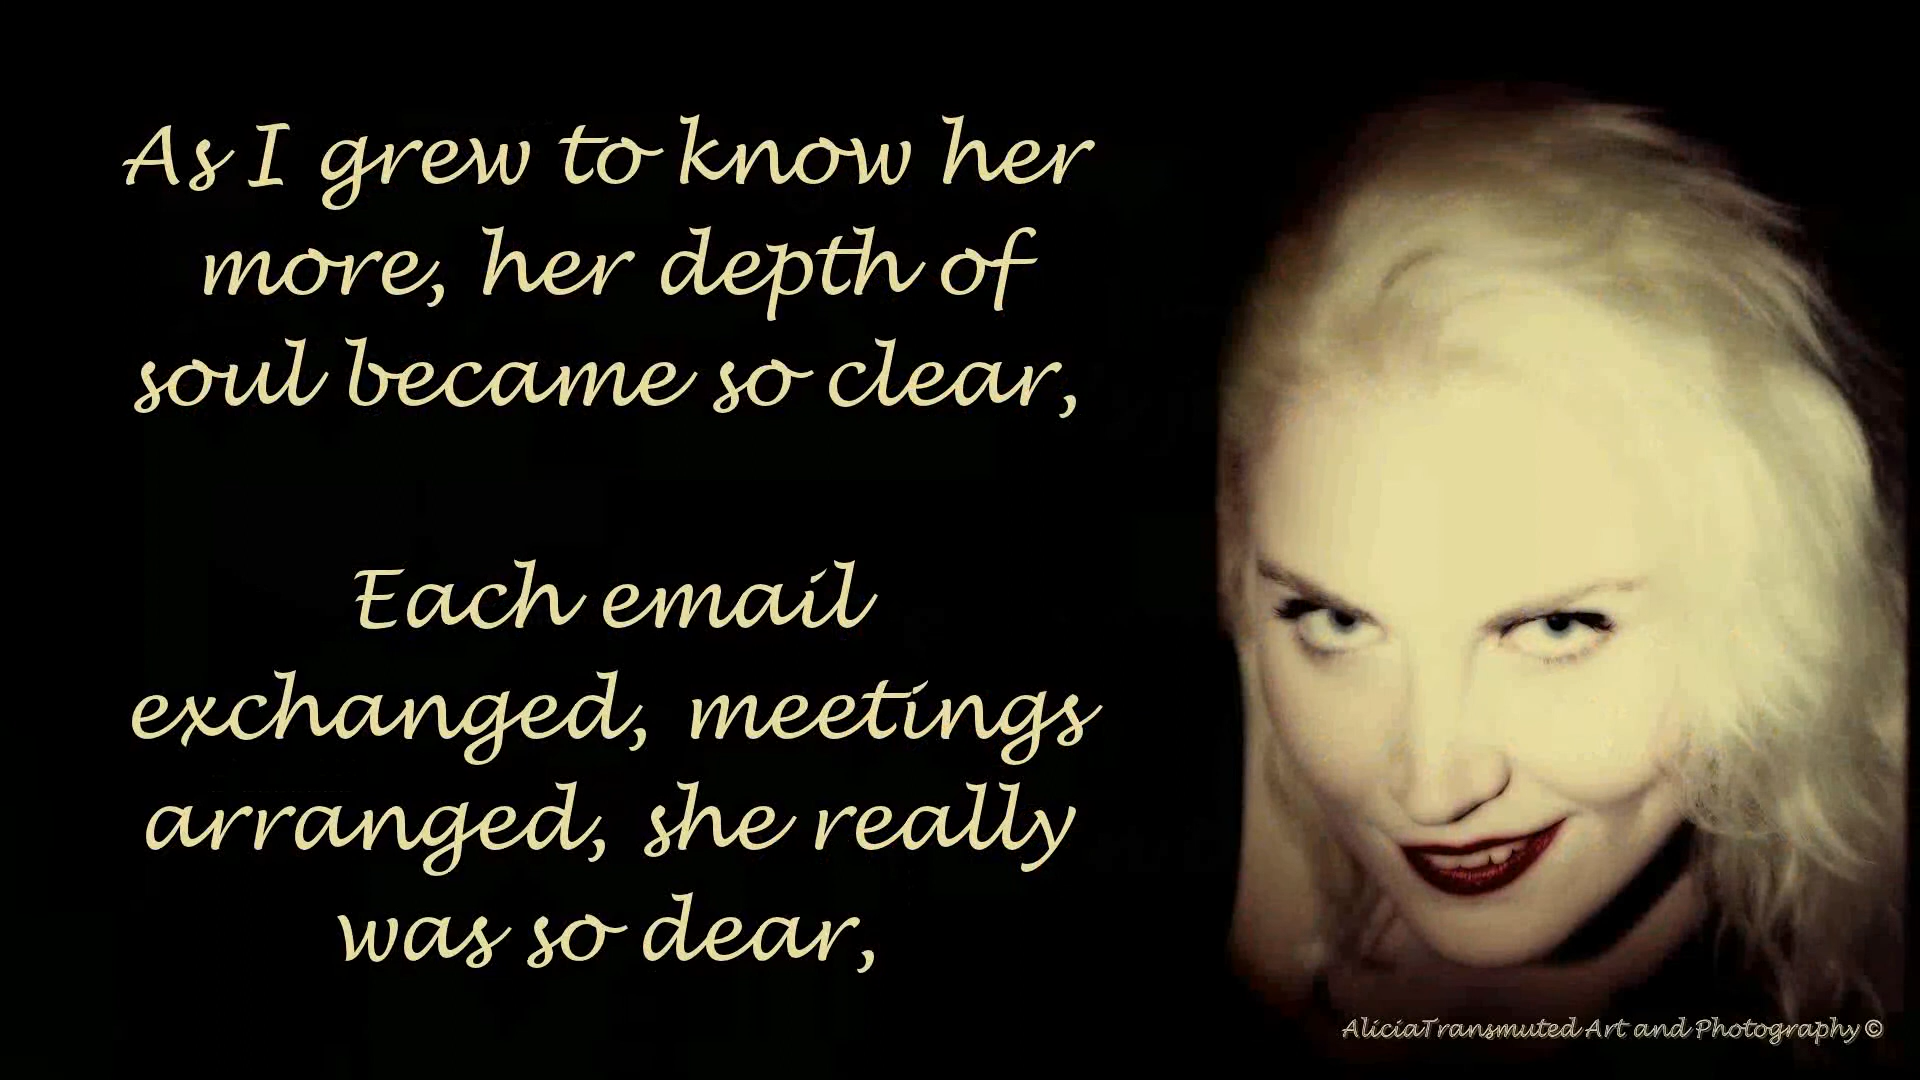 As I grew to know her
more, her depth of
soul became so clear,
Each email
exchanged, meetings
arranged, she really
was so dear,
AliciaTransmuted Art and Photography©